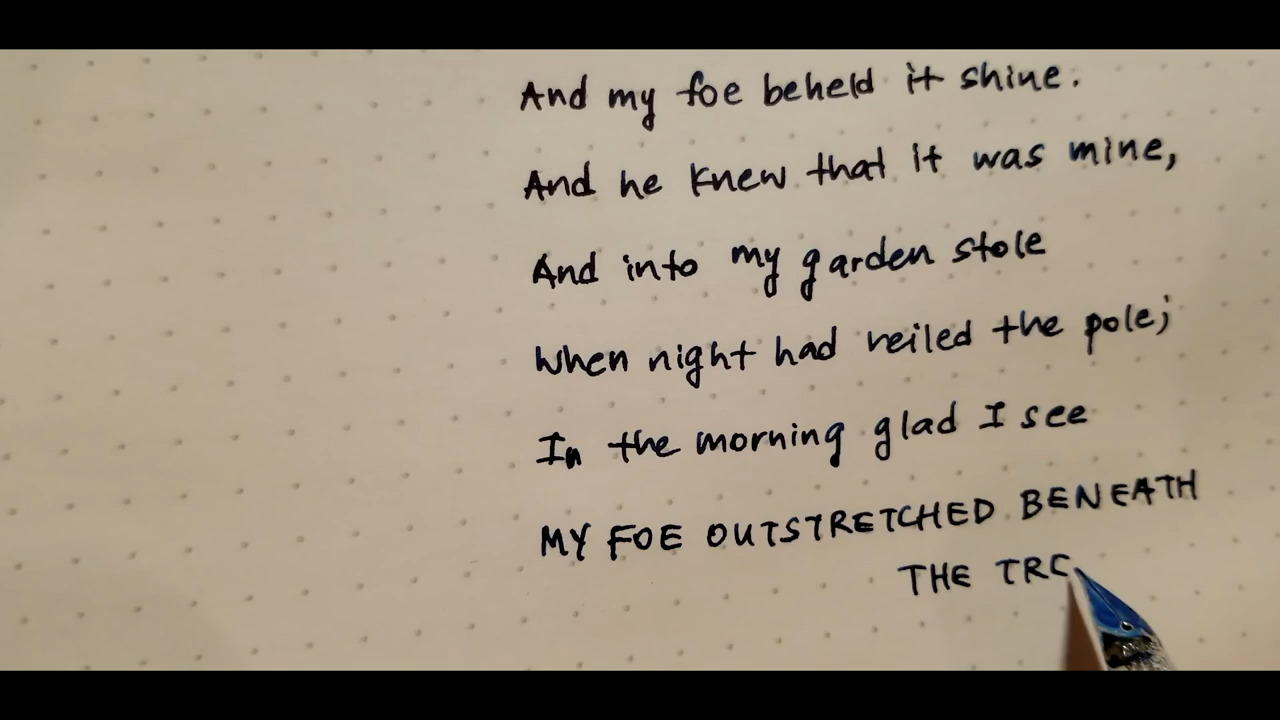 And my foe beheld it shine.
And he knew that it was mine,
And into my garden stole
When night had veiled the pole;
In the morning glad I see
MY FOE OUTSTRETCHED BENEATH
THE